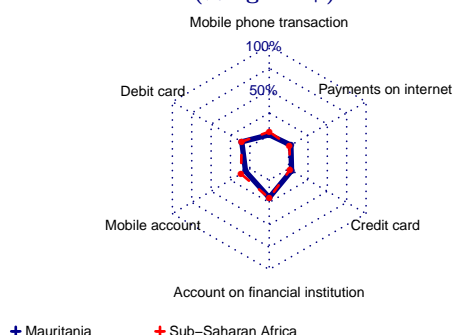 Mobile phone transaction
100%
Debit card
50%
Payments on internet
Mobile account
Credit card
Account on financial institution
Mauritania
Sub−Saharan Africa